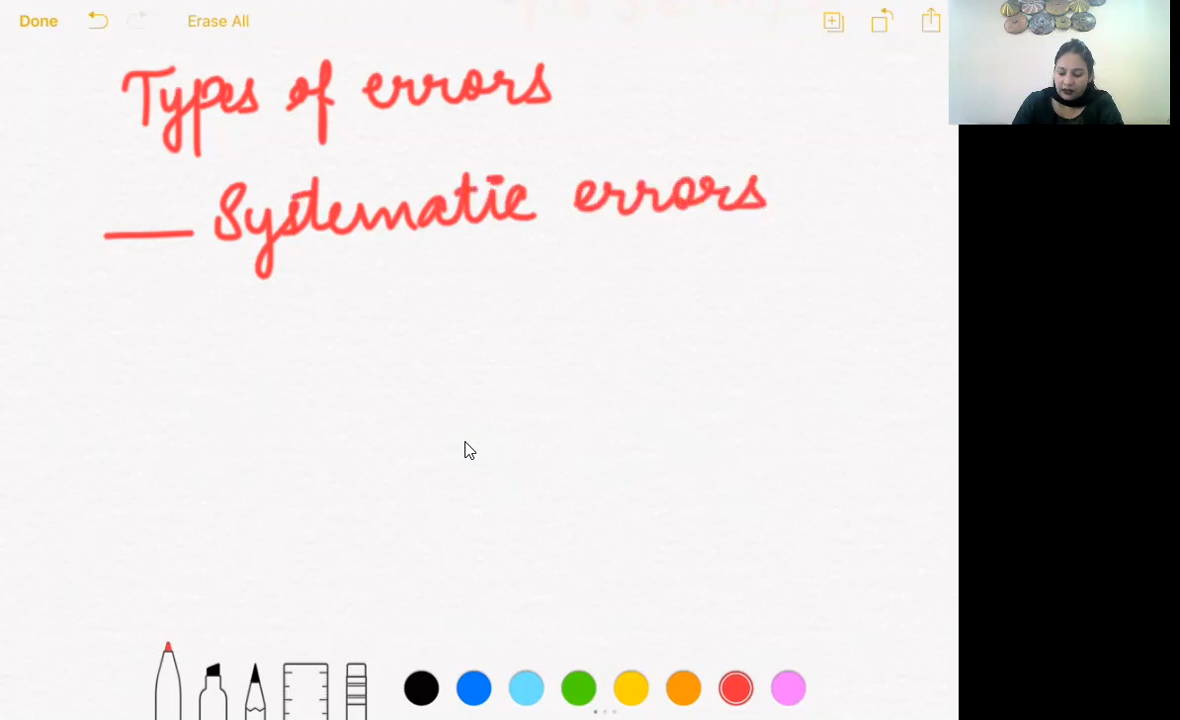 Done Erase All
Types of errors
— Systematic errors